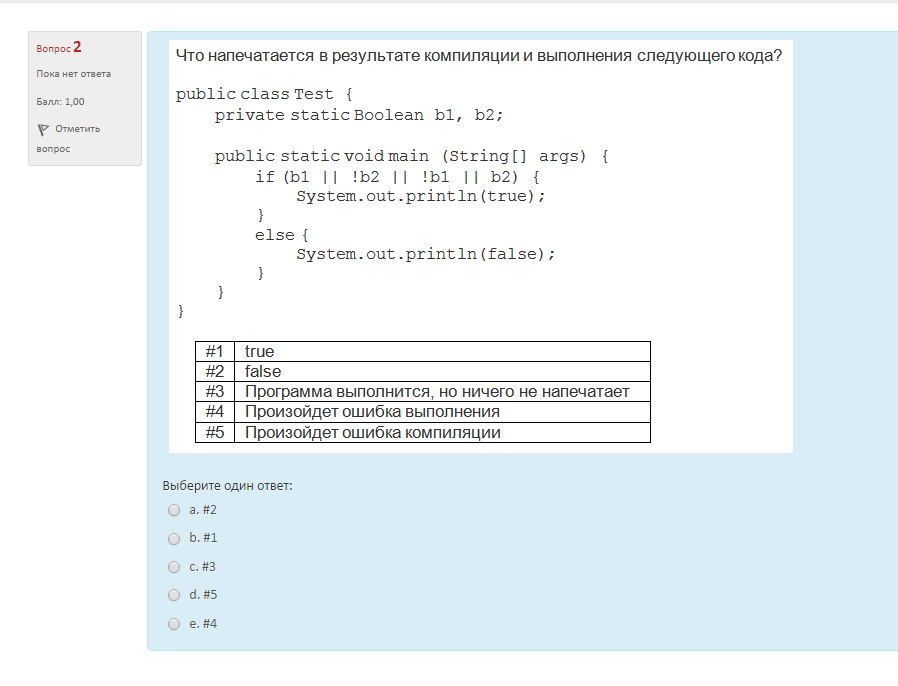 Вопрос 2
Пока нет ответа
Балл: 1,00
Отметить
вопрос
Что напечатается в результате компиляции и выполнения следующего кода?
public class Test {
private static Boolean b1, b2;
public static void main (String[] args) {
if (b1 || !b2 || !b1 || b2) {
System.out.println(true);
}
else {
System.out.println(false);
}
}
}
#1 true
#2 false
#3 Программа выполнится, но ничего не напечатает
#4 Произойдет ошибка выполнения
#5 Произойдет ошибка компиляции
Выберите один ответ:
a. #2
b. #1
c. #3
d. #5
e. #4